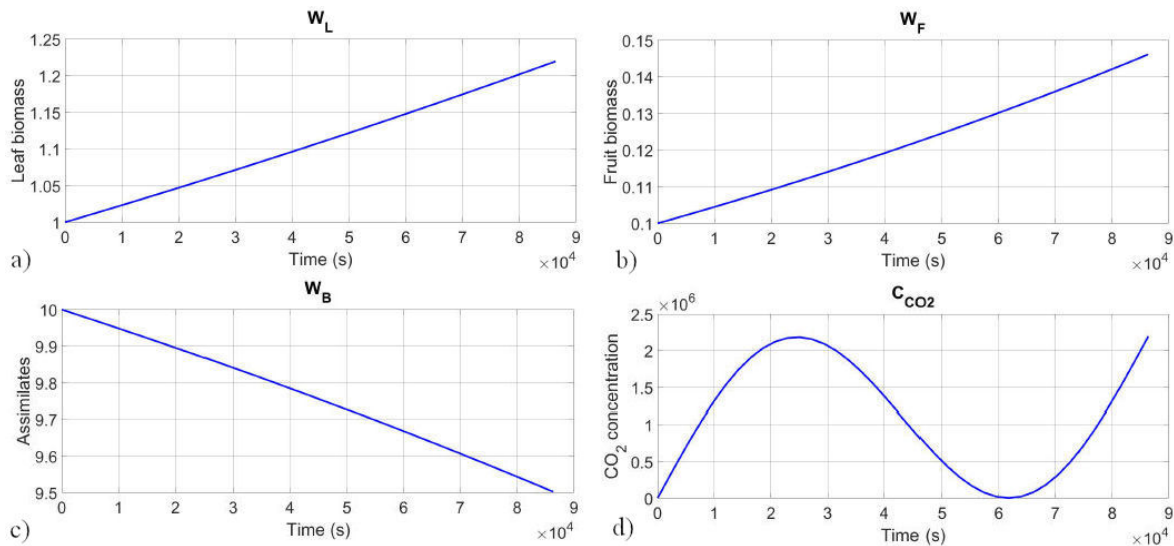 W_L
1.25
1.2
1.15
1.1
1.05
1
Leaf biomass
0 1 2 3 4 5 6 7 8 9
Time (s)
×10^4
a)
W_F
0.15
0.14
0.13
0.12
0.11
0.1
Fruit biomass
0 1 2 3 4 5 6 7 8 9
Time (s)
×10^4
b)
W_B
10
9.9
9.8
9.7
9.6
9.5
Assimilates
0 1 2 3 4 5 6 7 8 9
Time (s)
×10^4
c)
C_CO2
×10^6
2.5
2
1.5
1
0.5
0
CO_2 concentration
0 1 2 3 4 5 6 7 8 9
Time (s)
×10^4
d)